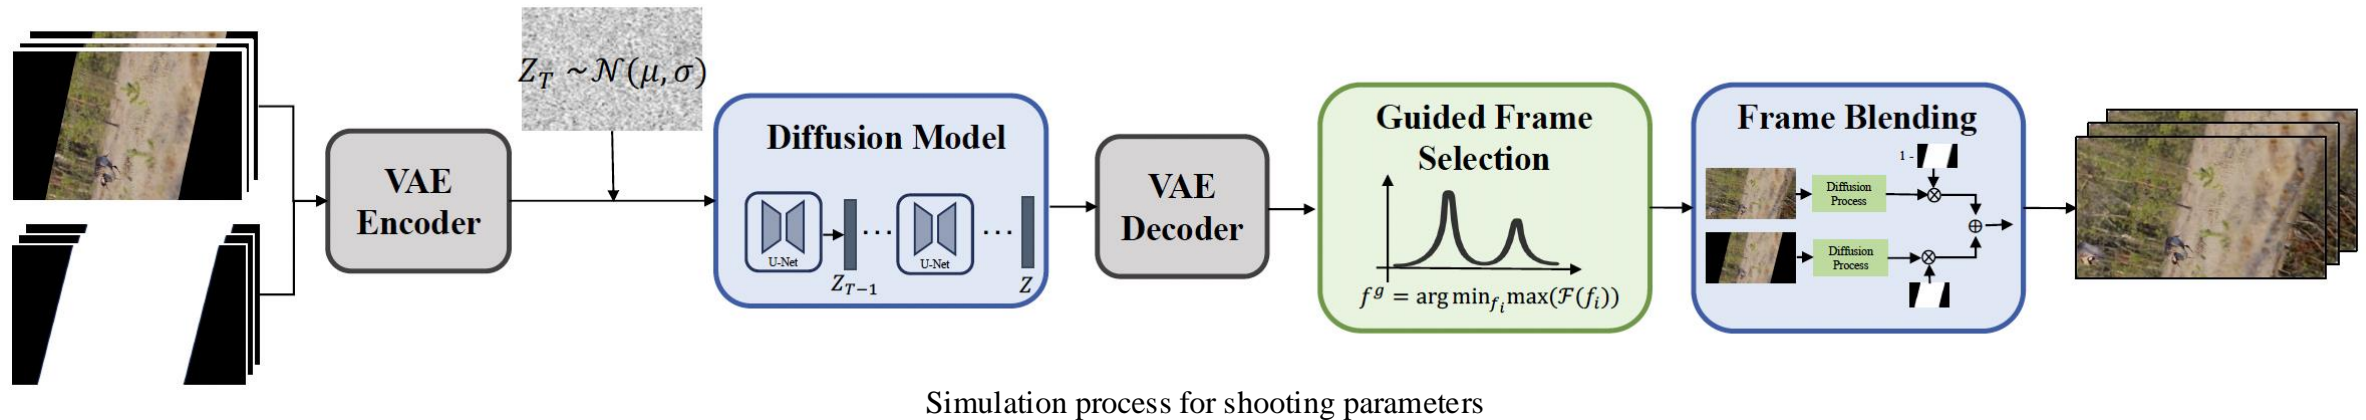 VAE
Encoder
Z_T ~ 𝒩(μ, σ)
Diffusion Model
U-Net
Z_{T−1}
...
U-Net
...
Z
VAE
Decoder
Guided Frame
Selection
f^g = arg min_{f_i} max(ℱ(f_i))
Frame Blending
1 -
Diffusion
Process
Diffusion
Process
Simulation process for shooting parameters